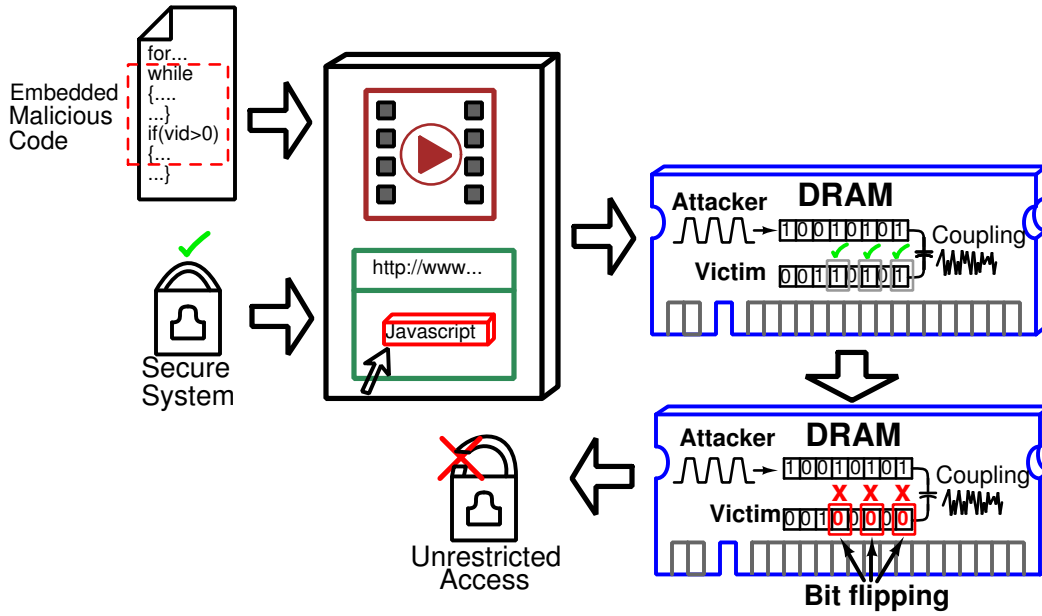 for...
while
{....
...}
if(vid>0)
{...
...}
Embedded
Malicious
Code
Secure
System
http://www...
Javascript
DRAM
Attacker
10010101
Coupling
Victim
00110101
DRAM
Attacker
10010101
Coupling
X X X
Victim
00100000
Bit flipping
Unrestricted
Access